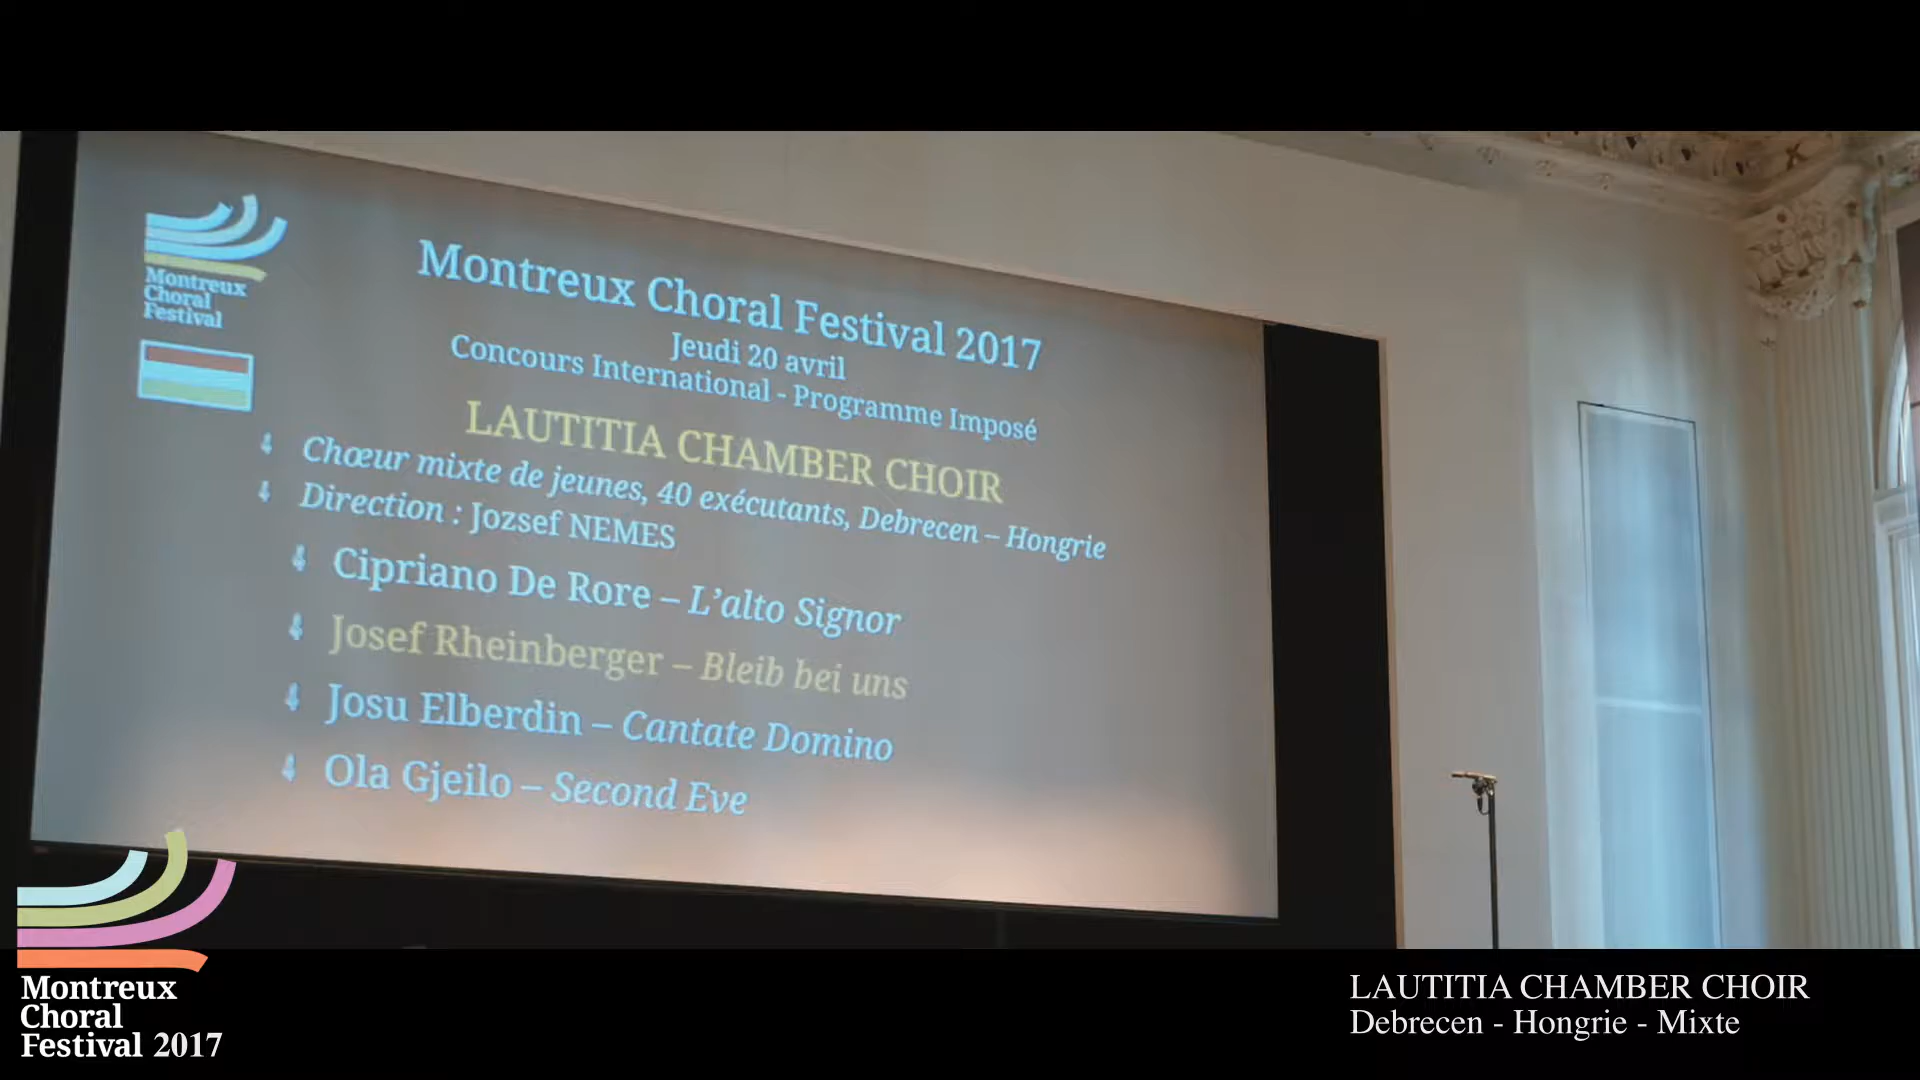 Montreux
Choral
Festival
Montreux Choral Festival 2017
Jeudi 20 avril
Concours International - Programme Imposé
LAUTITIA CHAMBER CHOIR
Chœur mixte de jeunes, 40 exécutants, Debrecen – Hongrie
Direction : Jozsef NEMES
Cipriano De Rore – L'alto Signor
Josef Rheinberger – Bleib bei uns
Josu Elberdin – Cantate Domino
Ola Gjeilo – Second Eve
Montreux
Choral
Festival 2017
LAUTITIA CHAMBER CHOIR
Debrecen - Hongrie - Mixte